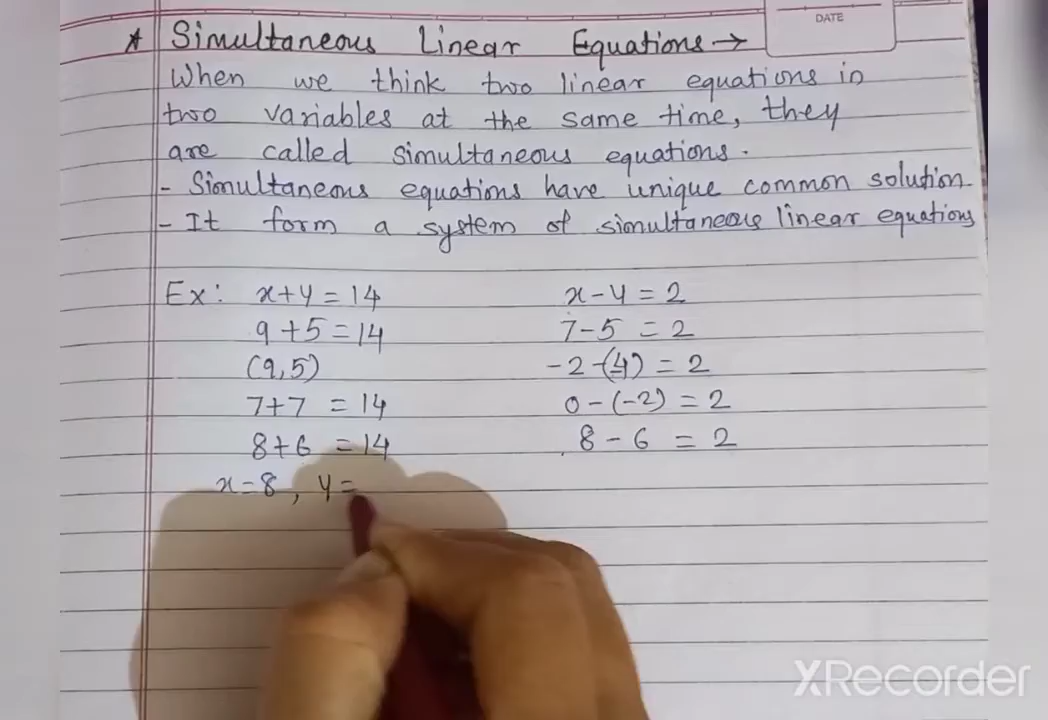 DATE
* Simultaneous Linear Equations →
When we think two linear equations in
two variables at the same time, they
are called simultaneous equations.
- Simultaneous equations have unique common solution
- It form a system of simultaneous linear equations
Ex: x+y = 14
9+5 = 14
(9,5)
7+7 = 14
8+6 = 14
x=8, y=
x-y = 2
7-5 = 2
-2-(4) = 2
0-(-2) = 2
8-6 = 2
XRecorder